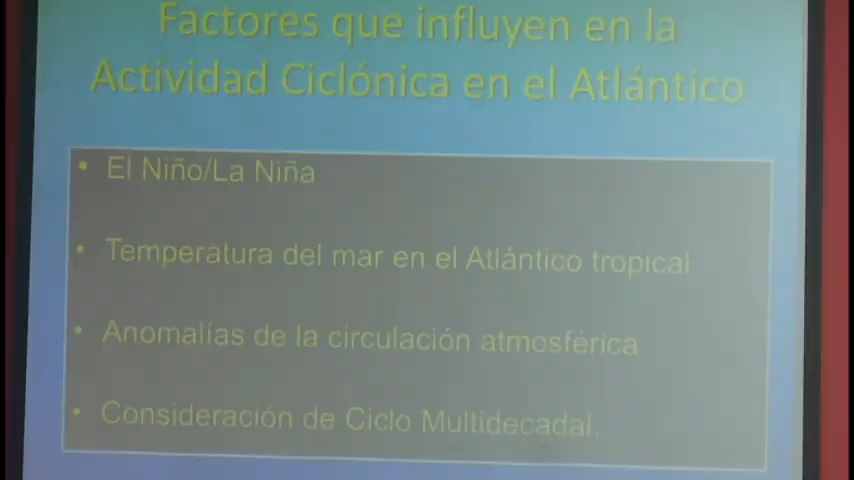 Factores que influyen en la
Actividad Ciclónica en el Atlántico
• El Niño/La Niña
• Temperatura del mar en el Atlántico tropical
• Anomalías de la circulación atmosférica
• Consideración de Ciclo Multidecadal.